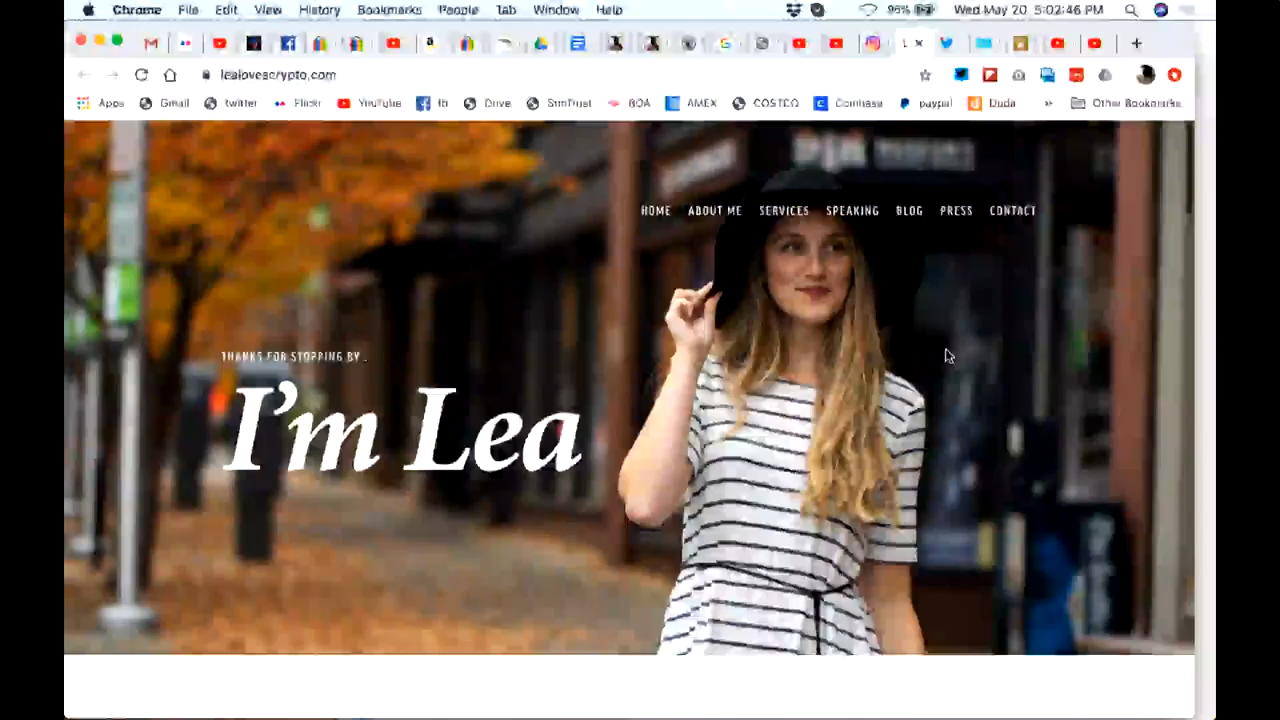 Chrome File Edit View History Bookmarks People Tab Window Help 96% Wed May 20 5:02:46 PM
lealovescrypto.com
Apps Gmail twitter Flickr YouTube fb Drive SunTrust BOA AMEX COSTCO Coinbase paypal Duda » Other Bookmarks
HOME ABOUT ME SERVICES SPEAKING BLOG PRESS CONTACT
THANKS FOR STOPPING BY...
I'm Lea